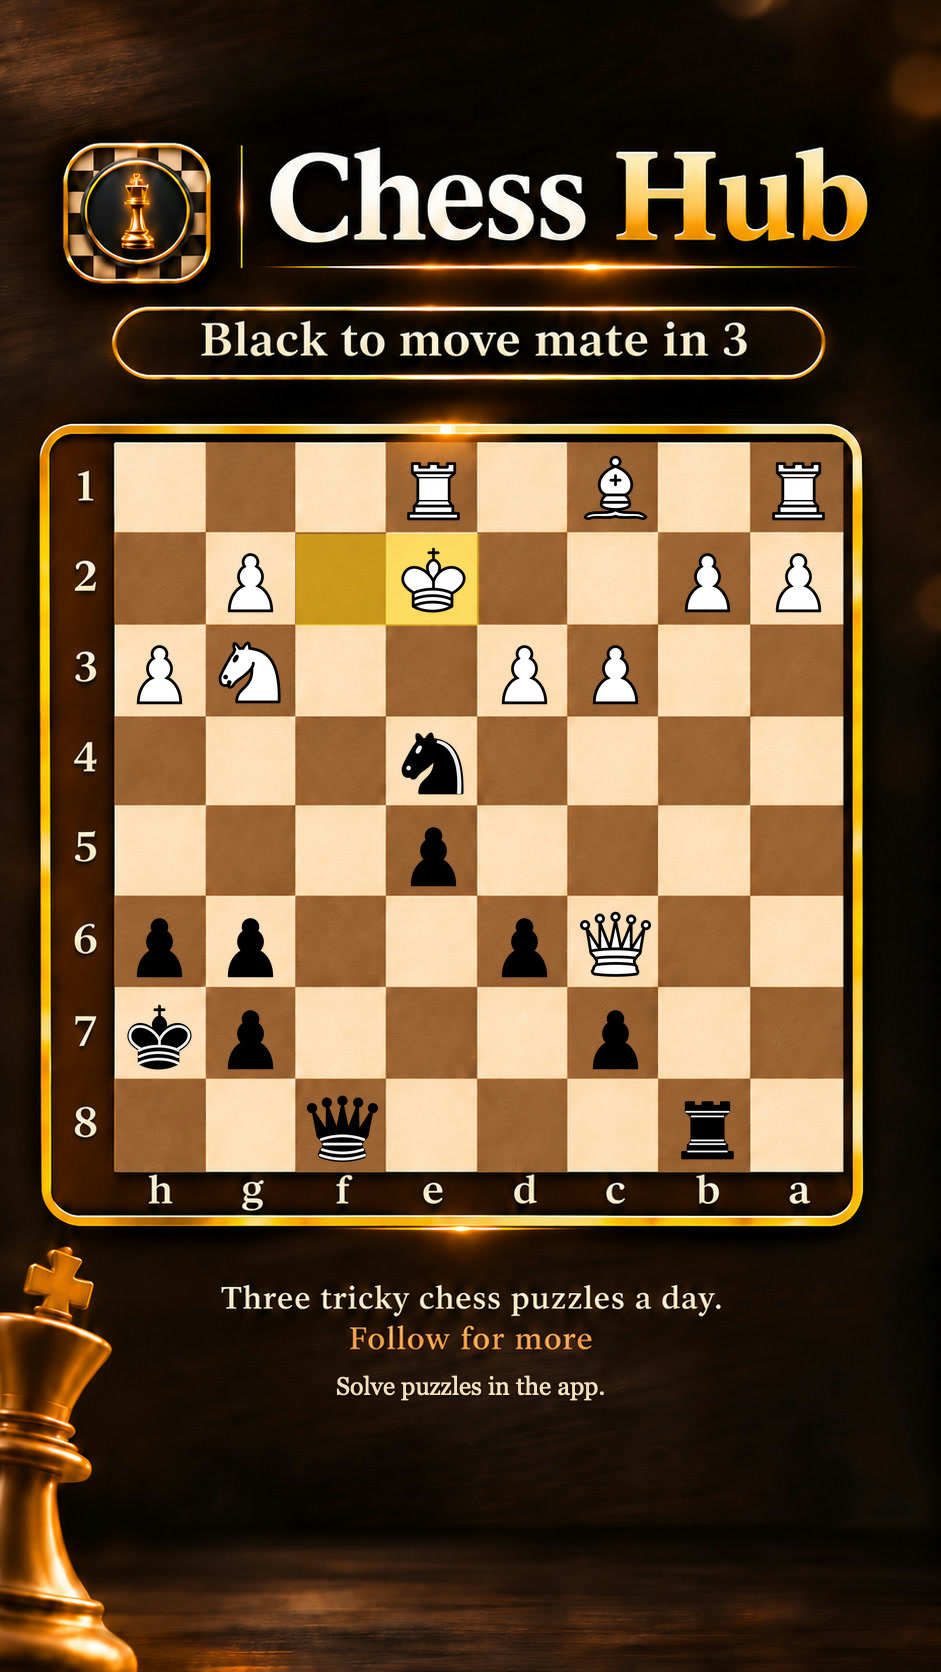 Chess Hub
Black to move mate in 3
1
2
3
4
5
6
7
8
h g f e d c b a
Three tricky chess puzzles a day.
Follow for more
Solve puzzles in the app.